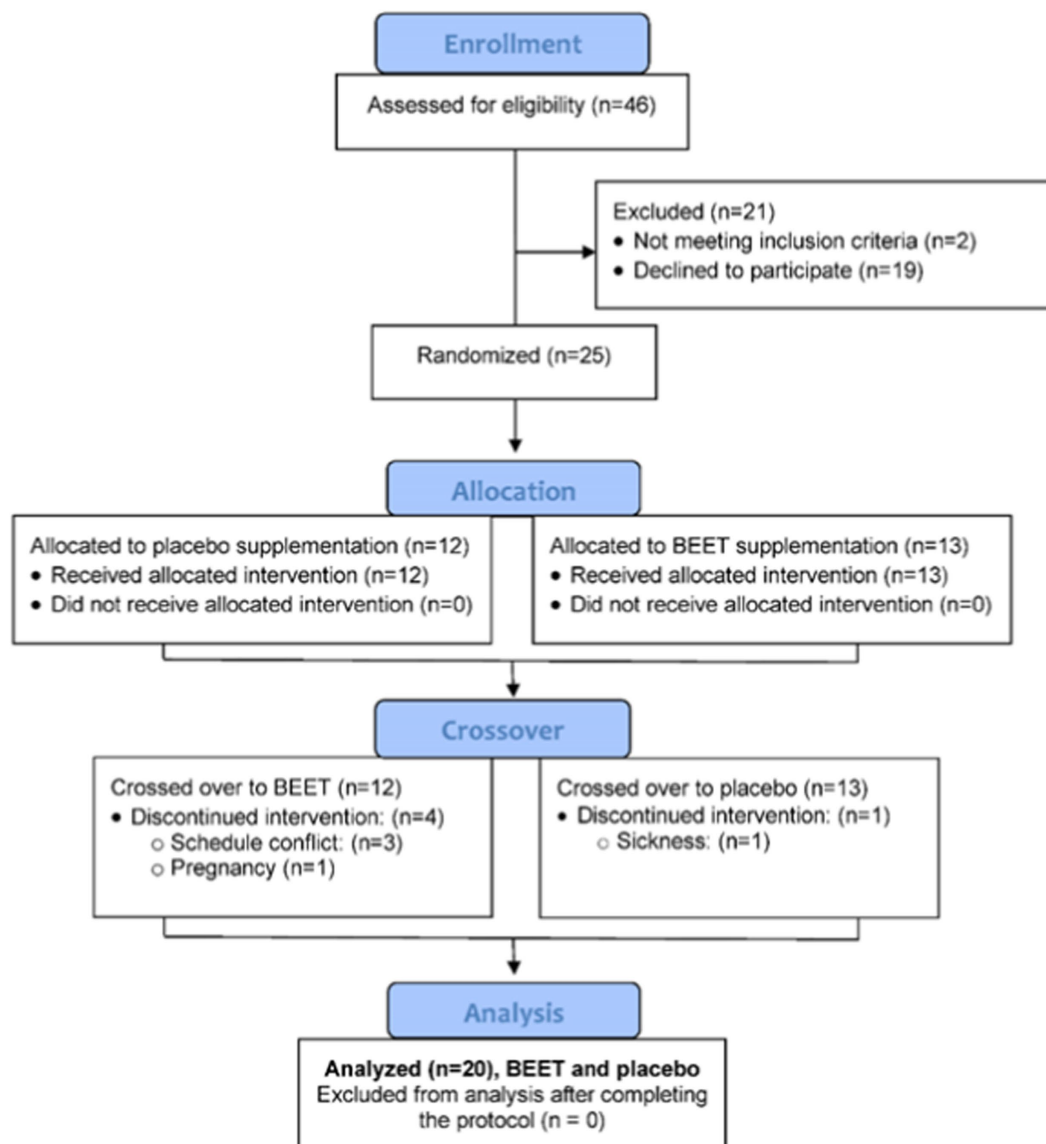 Enrollment
Assessed for eligibility (n=46)
Excluded (n=21)
• Not meeting inclusion criteria (n=2)
• Declined to participate (n=19)
Randomized (n=25)
Allocation
Allocated to placebo supplementation (n=12)
• Received allocated intervention (n=12)
• Did not receive allocated intervention (n=0)
Allocated to BEET supplementation (n=13)
• Received allocated intervention (n=13)
• Did not receive allocated intervention (n=0)
Crossover
Crossed over to BEET (n=12)
• Discontinued intervention: (n=4)
○ Schedule conflict: (n=3)
○ Pregnancy (n=1)
Crossed over to placebo (n=13)
• Discontinued intervention: (n=1)
○ Sickness: (n=1)
Analysis
Analyzed (n=20), BEET and placebo
Excluded from analysis after completing
the protocol (n = 0)